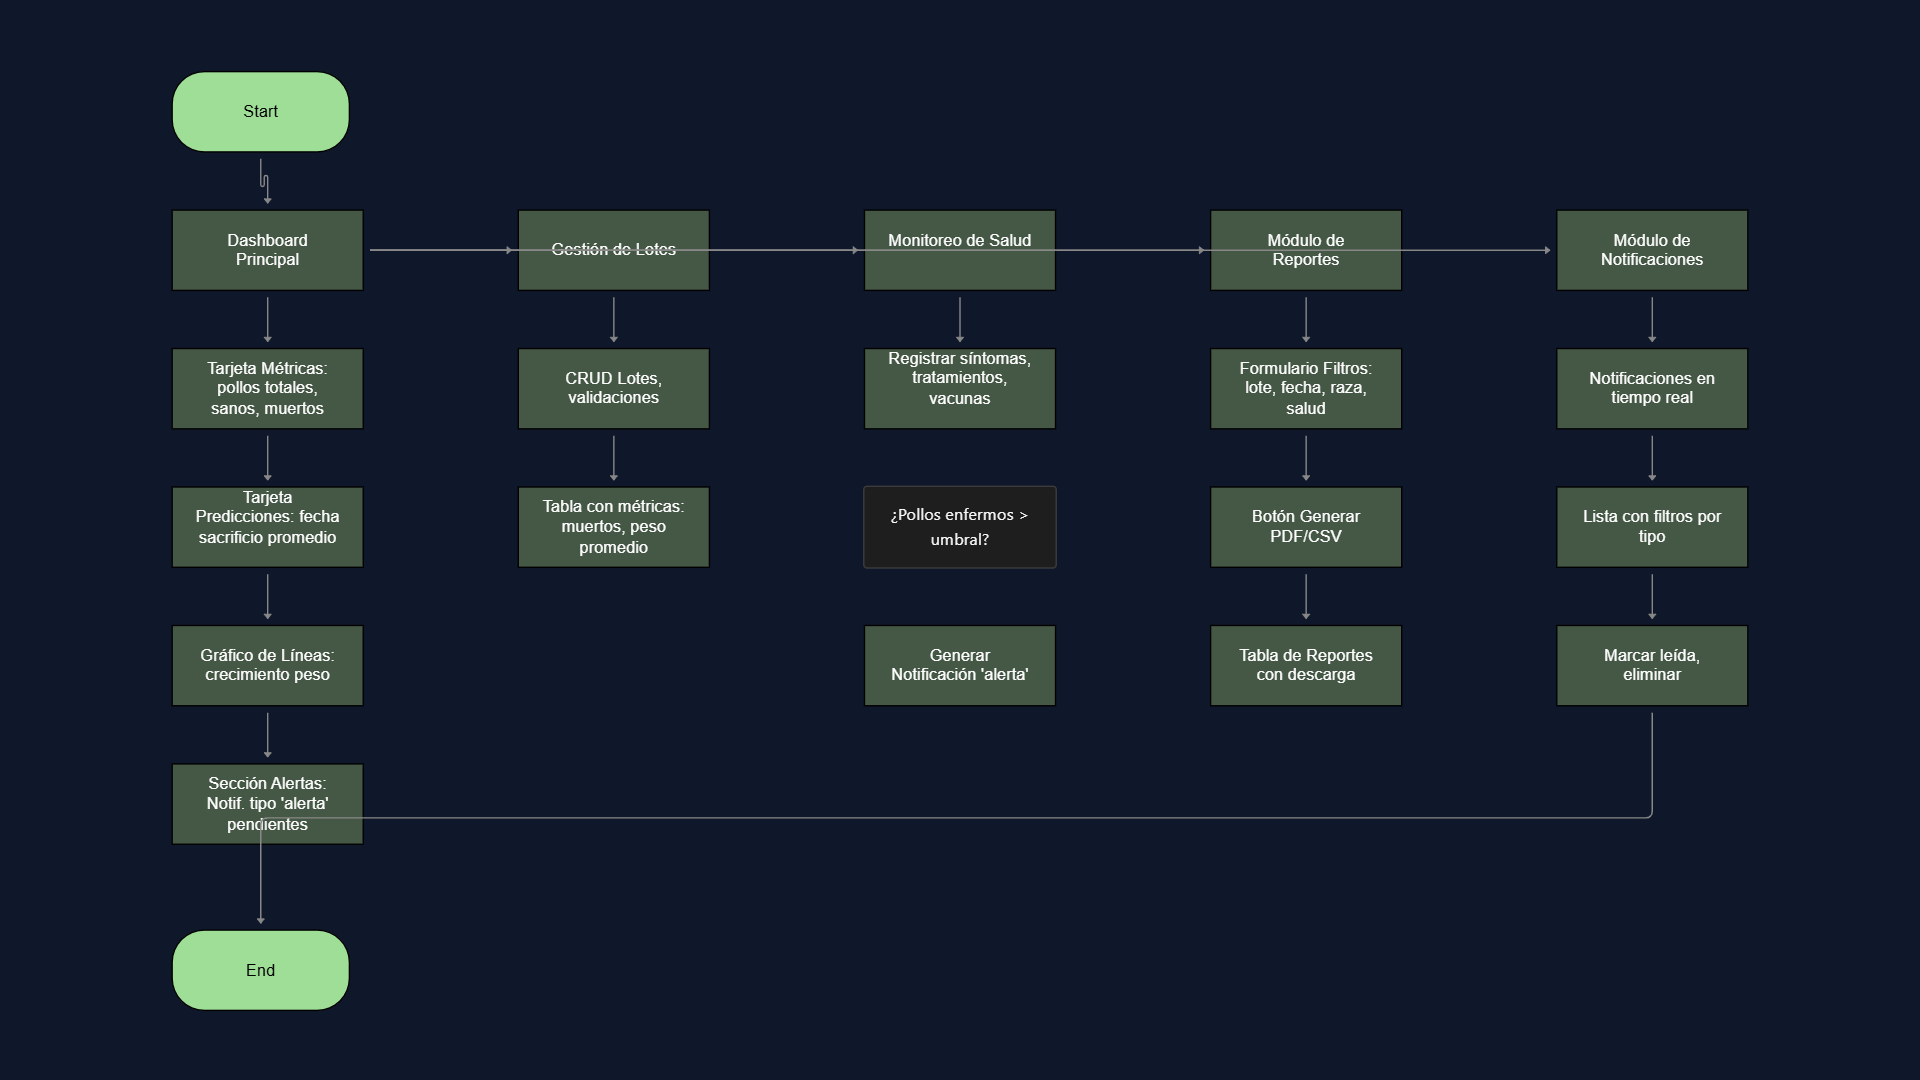 Start
Dashboard
Principal
Gestión de Lotes
Monitoreo de Salud
Módulo de
Reportes
Módulo de
Notificaciones
Tarjeta Métricas:
pollos totales,
sanos, muertos
CRUD Lotes,
validaciones
Registrar síntomas,
tratamientos,
vacunas
Formulario Filtros:
lote, fecha, raza,
salud
Notificaciones en
tiempo real
Tarjeta
Predicciones: fecha
sacrificio promedio
Tabla con métricas:
muertos, peso
promedio
¿Pollos enfermos >
umbral?
Botón Generar
PDF/CSV
Lista con filtros por
tipo
Gráfico de Líneas:
crecimiento peso
Generar
Notificación 'alerta'
Tabla de Reportes
con descarga
Marcar leída,
eliminar
Sección Alertas:
Notif. tipo 'alerta'
pendientes
End